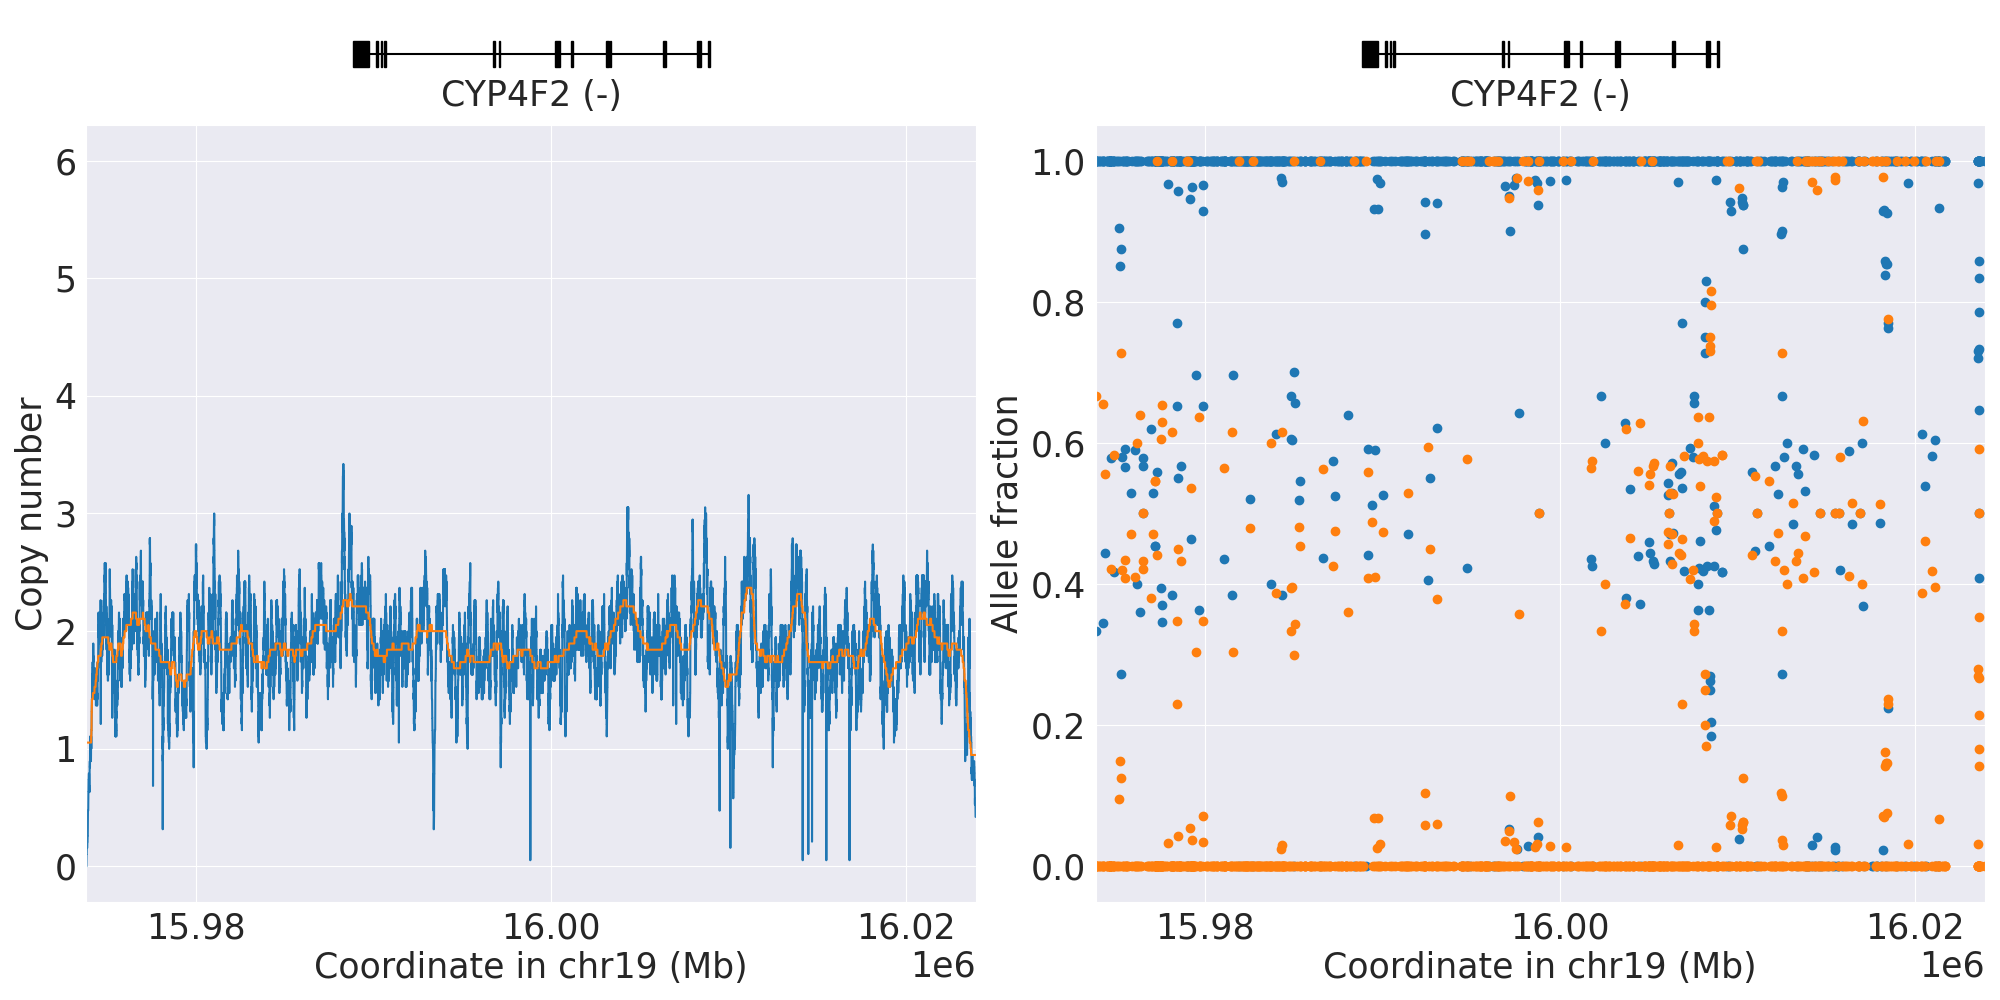 CYP4F2 (-)
6
5
4
3
2
1
0
Copy number
15.98
16.00
16.02
Coordinate in chr19 (Mb)
1e6
CYP4F2 (-)
1.0
0.8
0.6
0.4
0.2
0.0
Allele fraction
15.98
16.00
16.02
Coordinate in chr19 (Mb)
1e6